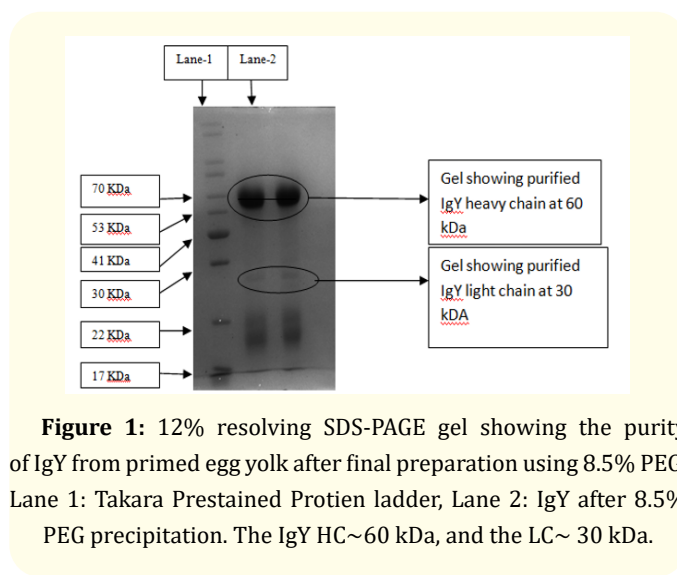 Lane-1 Lane-2
70 KDa
53 KDa
41 KDa
30 KDa
22 KDa
17 KDa
Gel showing purified
IgY heavy chain at 60
kDa
Gel showing purified
IgY light chain at 30
kDA
Figure 1: 12% resolving SDS-PAGE gel showing the purity
of IgY from primed egg yolk after final preparation using 8.5% PEG
Lane 1: Takara Prestained Protien ladder, Lane 2: IgY after 8.5%
PEG precipitation. The IgY HC~60 kDa, and the LC~ 30 kDa.